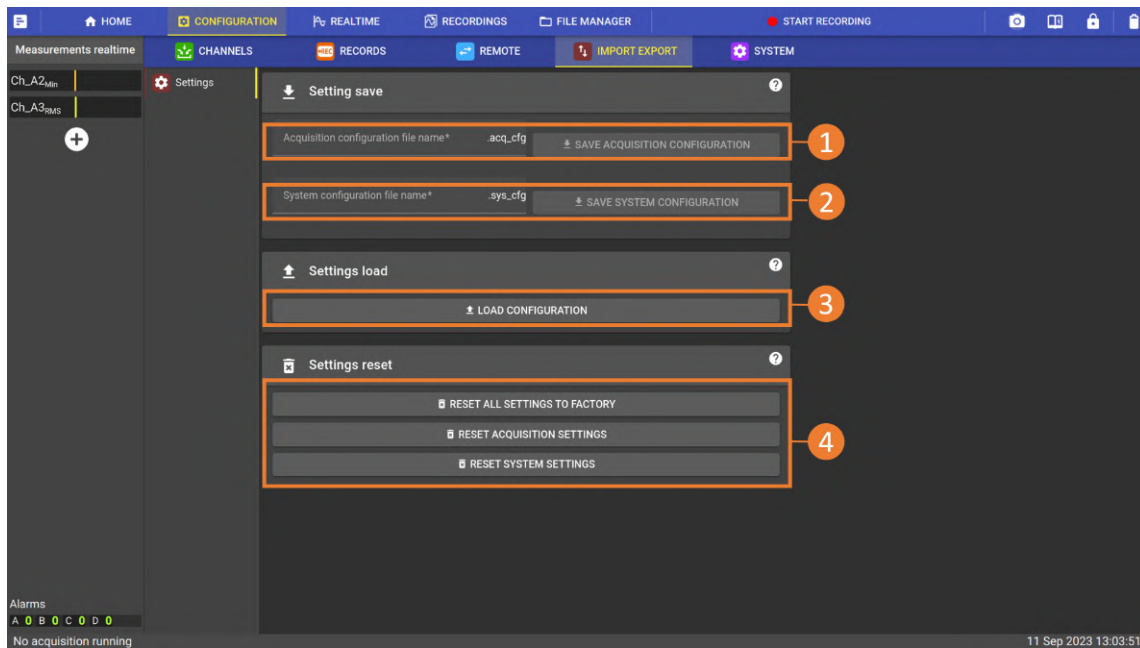 HOME CONFIGURATION REALTIME RECORDINGS FILE MANAGER START RECORDING
Measurements realtime CHANNELS REC RECORDS REMOTE IMPORT EXPORT SYSTEM
Ch_A2Min
Ch_A3RMS
Settings
Setting save ?
Acquisition configuration file name* .acq_cfg SAVE ACQUISITION CONFIGURATION 1
System configuration file name* .sys_cfg SAVE SYSTEM CONFIGURATION 2
Settings load ?
LOAD CONFIGURATION 3
Settings reset ?
RESET ALL SETTINGS TO FACTORY
RESET ACQUISITION SETTINGS 4
RESET SYSTEM SETTINGS
Alarms
A 0 B 0 C 0 D 0
No acquisition running 11 Sep 2023 13:03:51